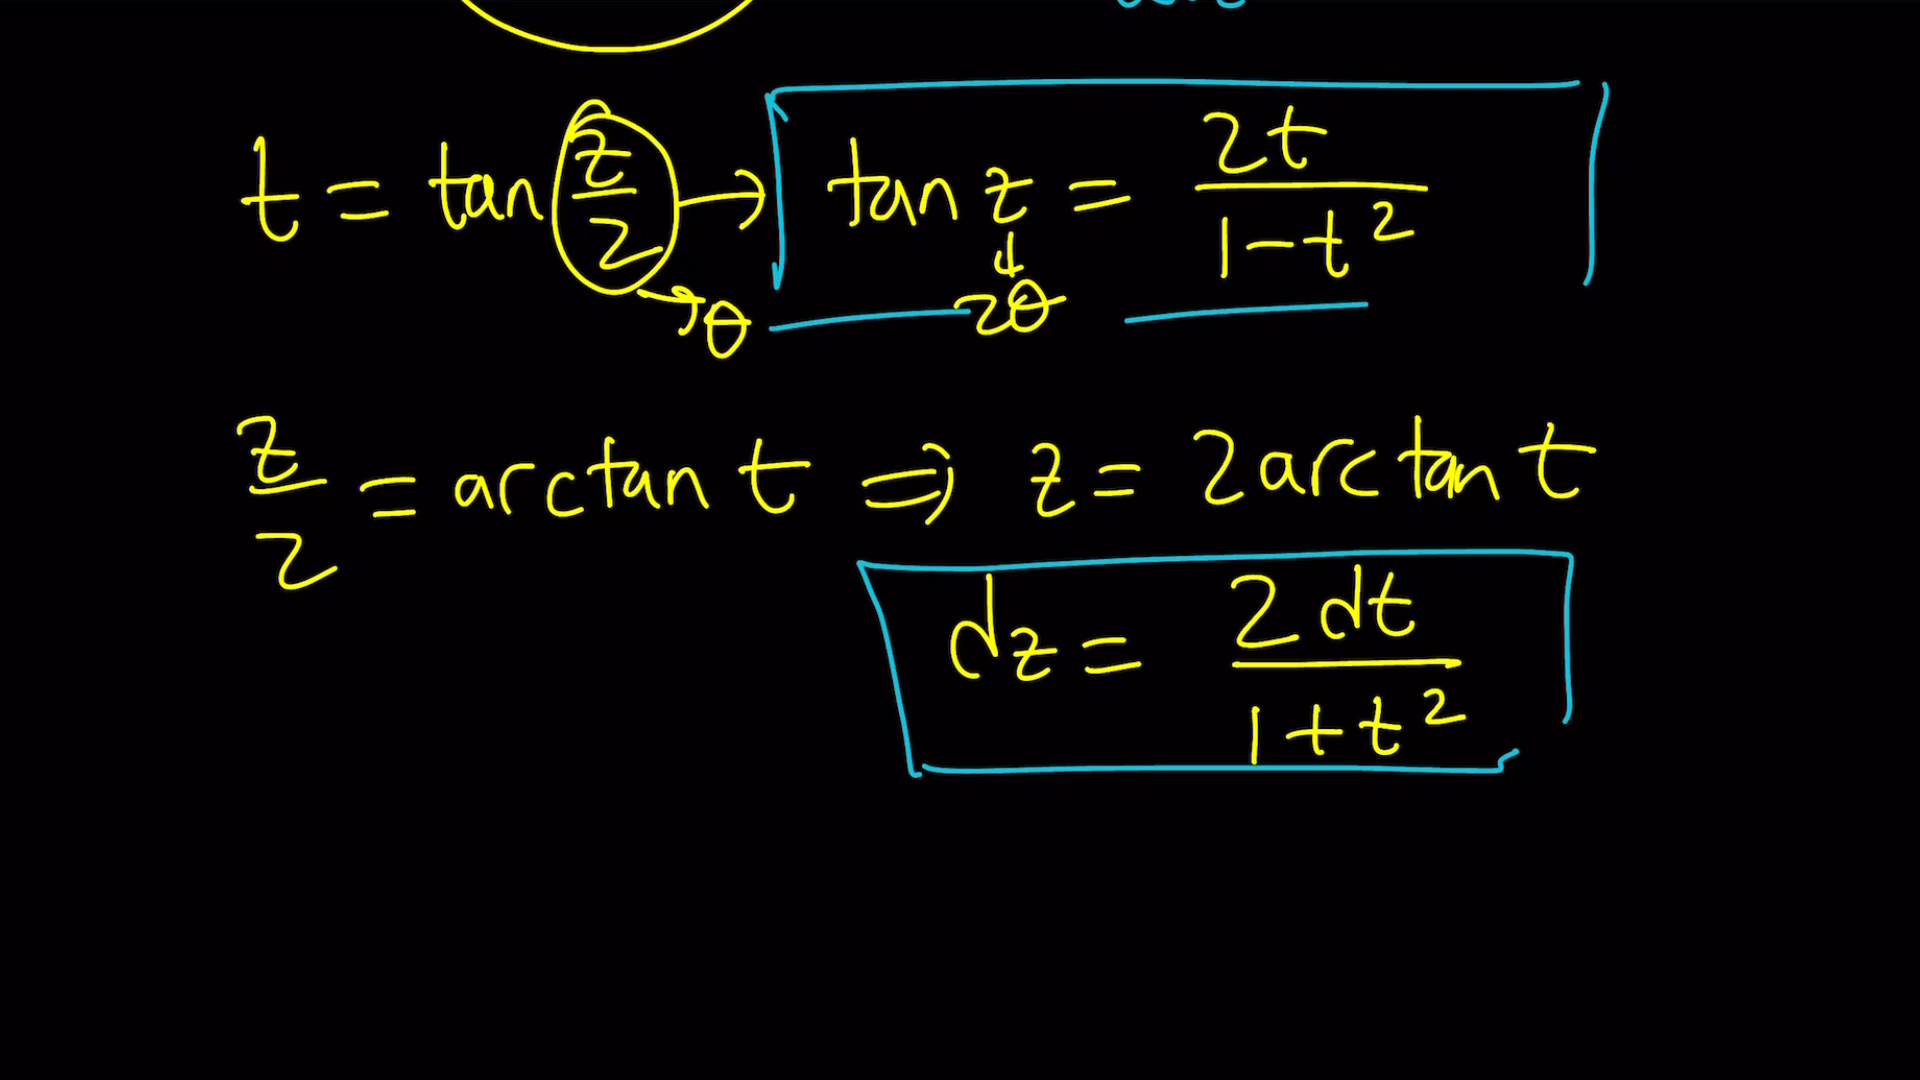 t = tan z/2 → tan z = 2t/(1-t²)
θ 2θ
z/2 = arctan t ⇒ z = 2arctan t
dz = 2dt/(1+t²)